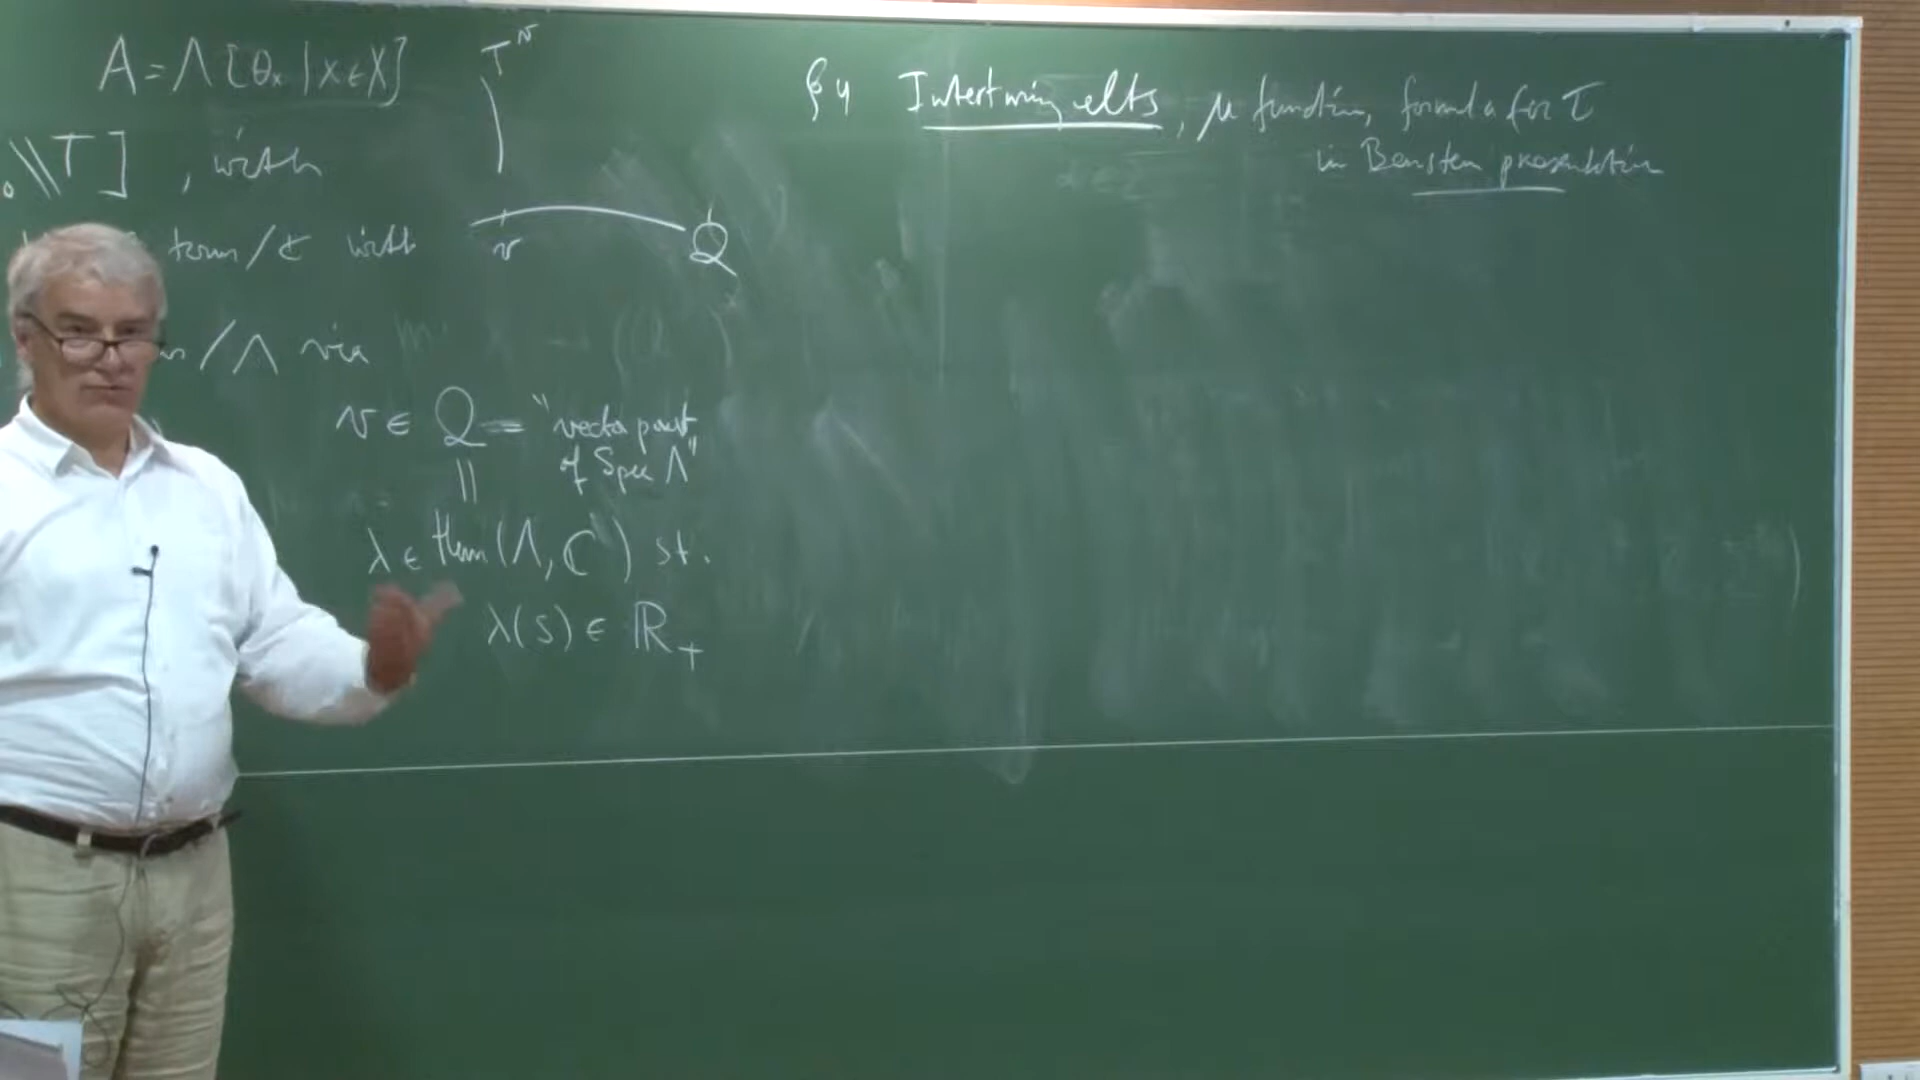 A = Λ[θₓ | x ∈ X]
₀\\T] , with
T^v
/ℂ with
v
Q
/Λ via
v ∈ Q = "vector part
of Spec Λ"
||
λ ∈ Hom(Λ, ℂ) st.
λ(s) ∈ ℝ₊
§4 Intertwining elts, μ function, formula for τ
in Bernstein presentation